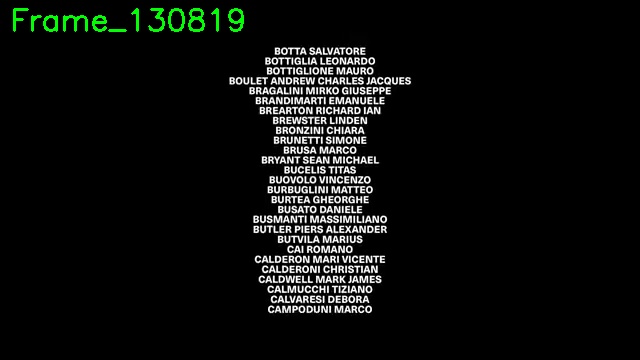 Frame_130819
BOTTA SALVATORE
BOTTIGLIA LEONARDO
BOTTIGLIONE MAURO
BOULET ANDREW CHARLES JACQUES
BRAGALINI MIRKO GIUSEPPE
BRANDIMARTI EMANUELE
BREARTON RICHARD IAN
BREWSTER LINDEN
BRONZINI CHIARA
BRUNETTI SIMONE
BRUSA MARCO
BRYANT SEAN MICHAEL
BUCELIS TITAS
BUOVOLO VINCENZO
BURBUGLINI MATTEO
BURTEA GHEORGHE
BUSATO DANIELE
BUSMANTI MASSIMILIANO
BUTLER PIERS ALEXANDER
BUTVILA MARIUS
CAI ROMANO
CALDERON MARI VICENTE
CALDERONI CHRISTIAN
CALDWELL MARK JAMES
CALMUCCHI TIZIANO
CALVARESI DEBORA
CAMPODUNI MARCO